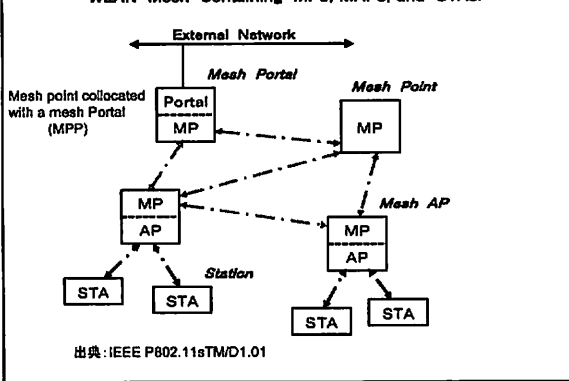 External Network
Mesh Portal
Mesh Point
Mesh point collocated
with a mesh Portal
(MPP)
Portal
MP
MP
MP
AP
Mesh AP
MP
AP
Station
STA
STA
STA
STA
出典:IEEE P802.11sTM/D1.01